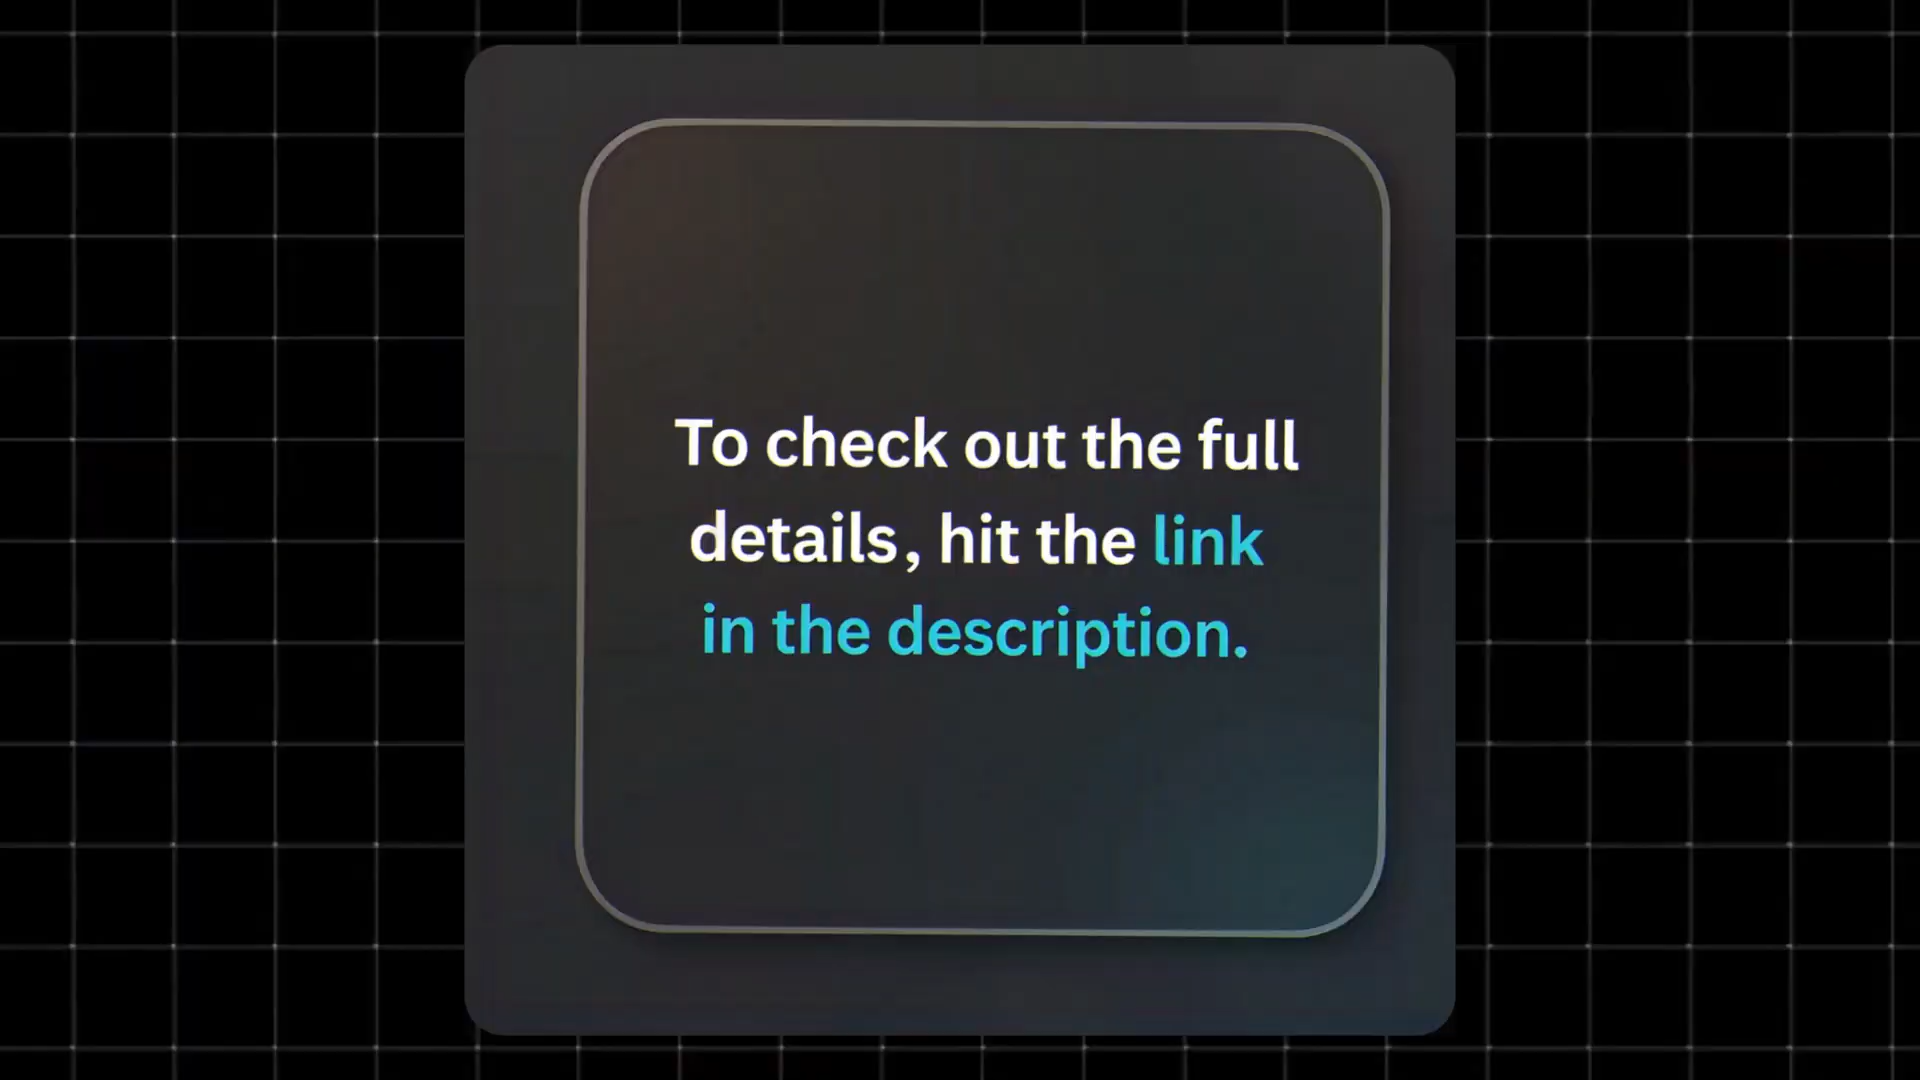 To check out the full
details, hit the link
in the description.